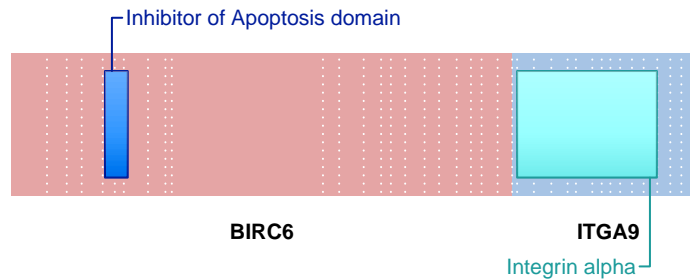 Inhibitor of Apoptosis domain
BIRC6
ITGA9
Integrin alpha